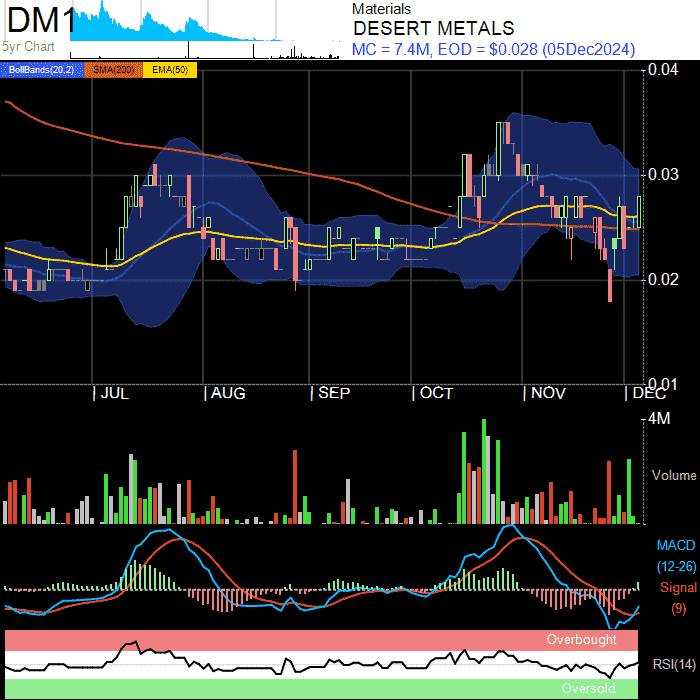 DM1
5yr Chart
Materials
DESERT METALS
MC = 7.4M, EOD = $0.028 (05Dec2024)
BollBands(20,2) SMA(200) EMA(50)
0.04
0.03
0.02
0.01
JUL AUG SEP OCT NOV DEC
4M
Volume
MACD
(12-26)
Signal
(9)
Overbought
RSI(14)
Oversold